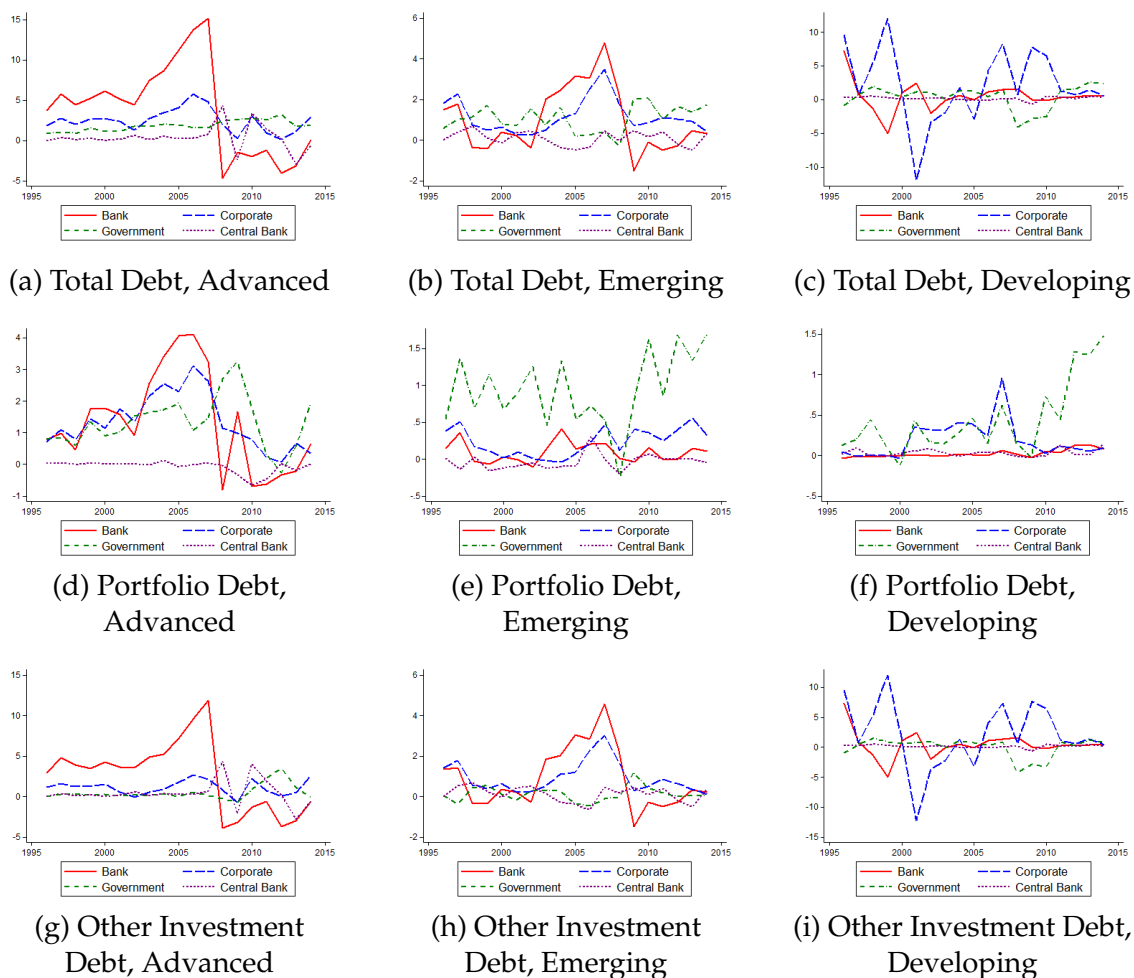 15
10
5
0
-5
1995 2000 2005 2010 2015
Bank Corporate
Government Central Bank
(a) Total Debt, Advanced
6
4
2
0
-2
1995 2000 2005 2010 2015
Bank Corporate
Government Central Bank
(b) Total Debt, Emerging
10
5
0
-5
-10
1995 2000 2005 2010 2015
Bank Corporate
Government Central Bank
(c) Total Debt, Developing
4
3
2
1
0
-1
1995 2000 2005 2010 2015
Bank Corporate
Government Central Bank
(d) Portfolio Debt,
Advanced
1.5
1
.5
0
-.5
1995 2000 2005 2010 2015
Bank Corporate
Government Central Bank
(e) Portfolio Debt,
Emerging
1.5
1
.5
0
-.5
1995 2000 2005 2010 2015
Bank Corporate
Government Central Bank
(f) Portfolio Debt,
Developing
15
10
5
0
-5
1995 2000 2005 2010 2015
Bank Corporate
Government Central Bank
(g) Other Investment
Debt, Advanced
6
4
2
0
-2
1995 2000 2005 2010 2015
Bank Corporate
Government Central Bank
(h) Other Investment
Debt, Emerging
10
5
0
-5
-10
-15
1995 2000 2005 2010 2015
Bank Corporate
Government Central Bank
(i) Other Investment Debt,
Developing